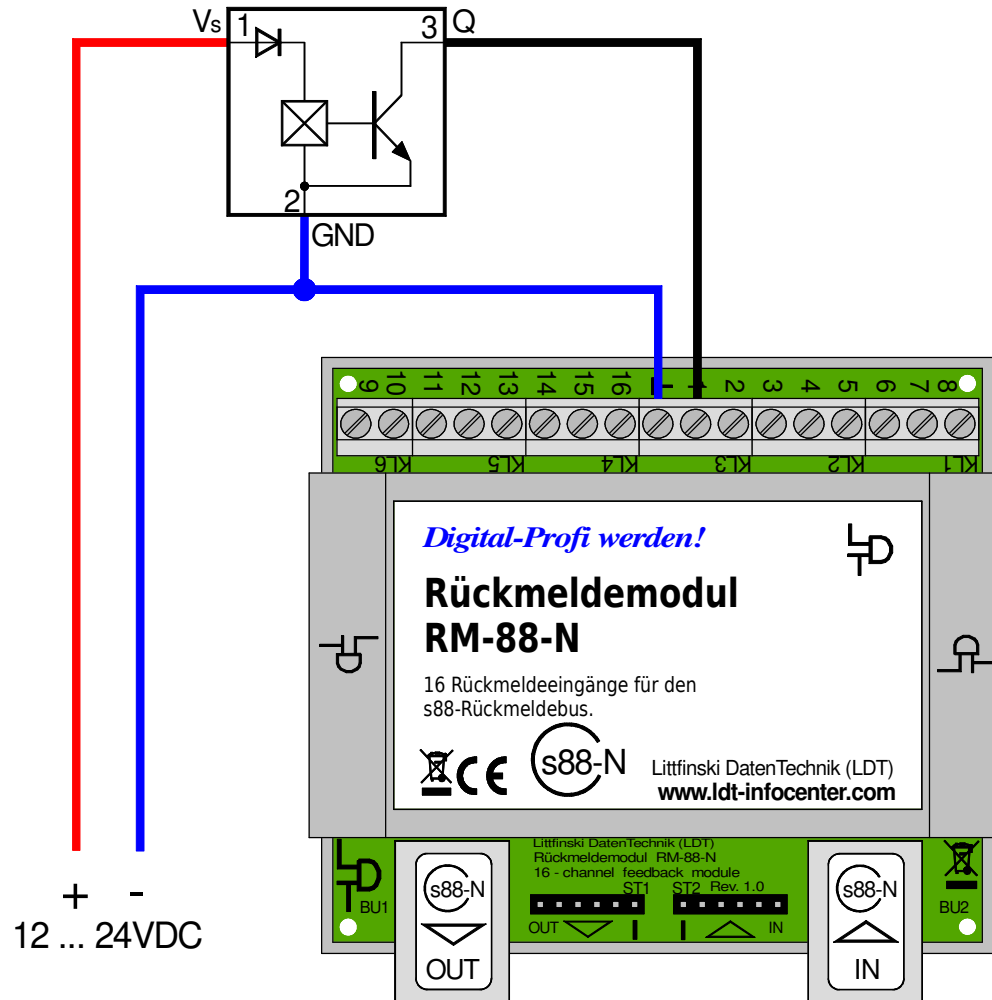 Vs 1 3 Q
2
GND
9 10 11 12 13 14 15 16 1 2 3 4 5 6 7 8
KL6 KL5 KL4 KL3 KL2 KL1
Digital-Profi werden!
Rückmeldemodul
RM-88-N
16 Rückmeldeeingänge für den
s88-Rückmeldebus.
CE s88-N
Littfinski DatenTechnik (LDT)
www.ldt-infocenter.com
Littfinski DatenTechnik (LDT)
Rückmeldemodul RM-88-N
16 - channel feedback module
ST1 ST2 Rev. 1.0
BU1 BU2
s88-N
OUT
OUT IN
s88-N
IN
+ -
12 ... 24VDC